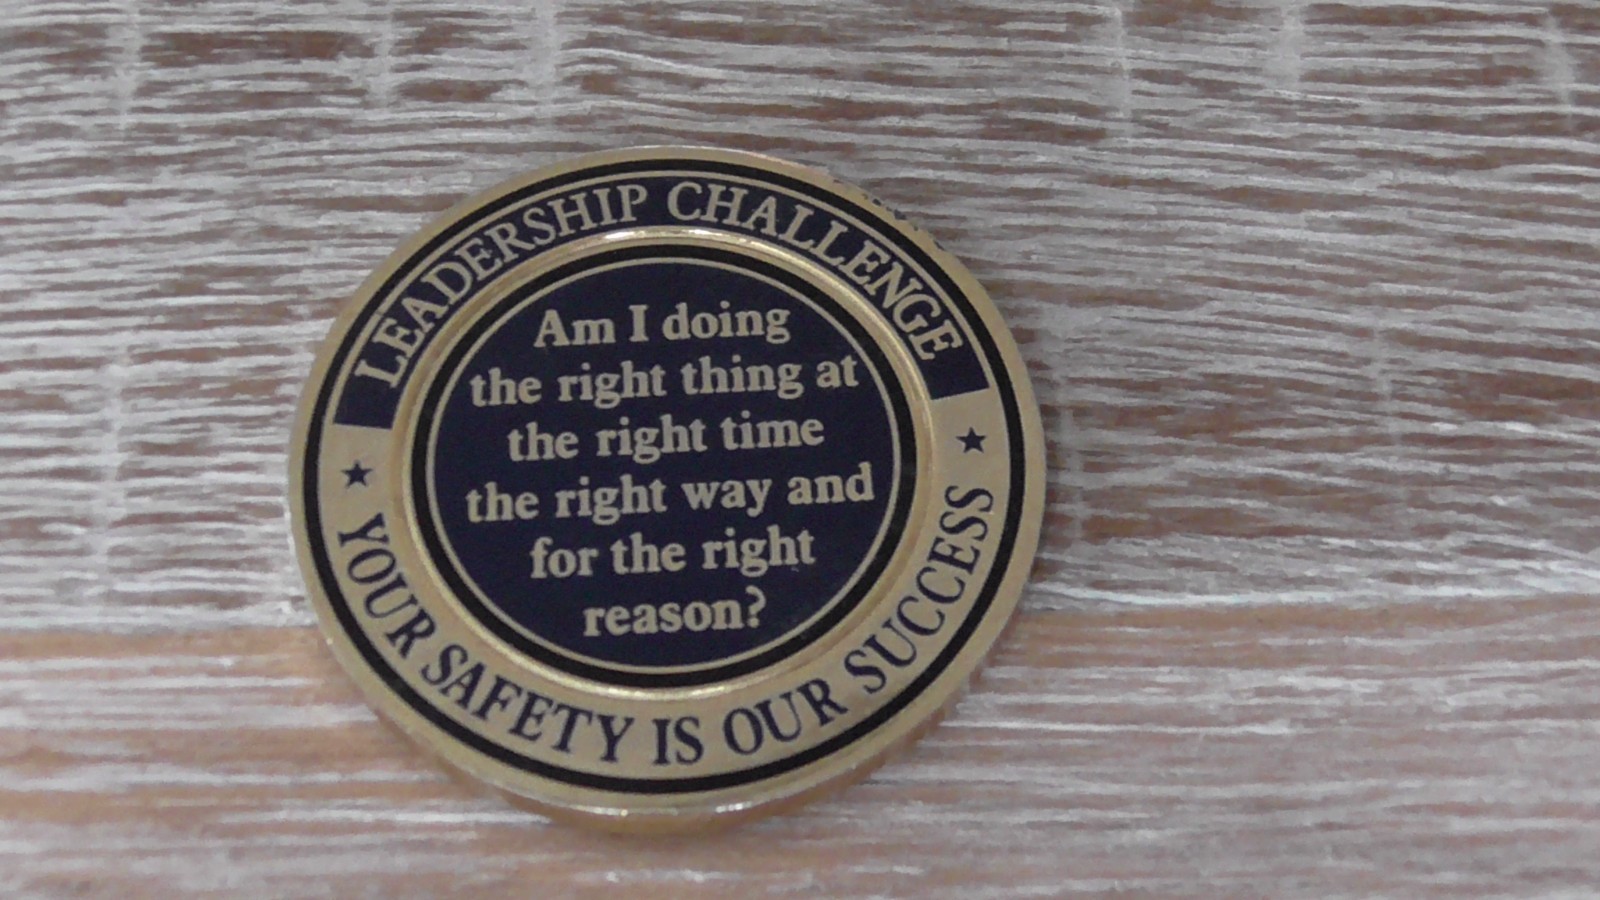 LEADERSHIP CHALLENGE
Am I doing
the right thing at
the right time
the right way and
for the right
reason?
YOUR SAFETY IS OUR SUCCESS